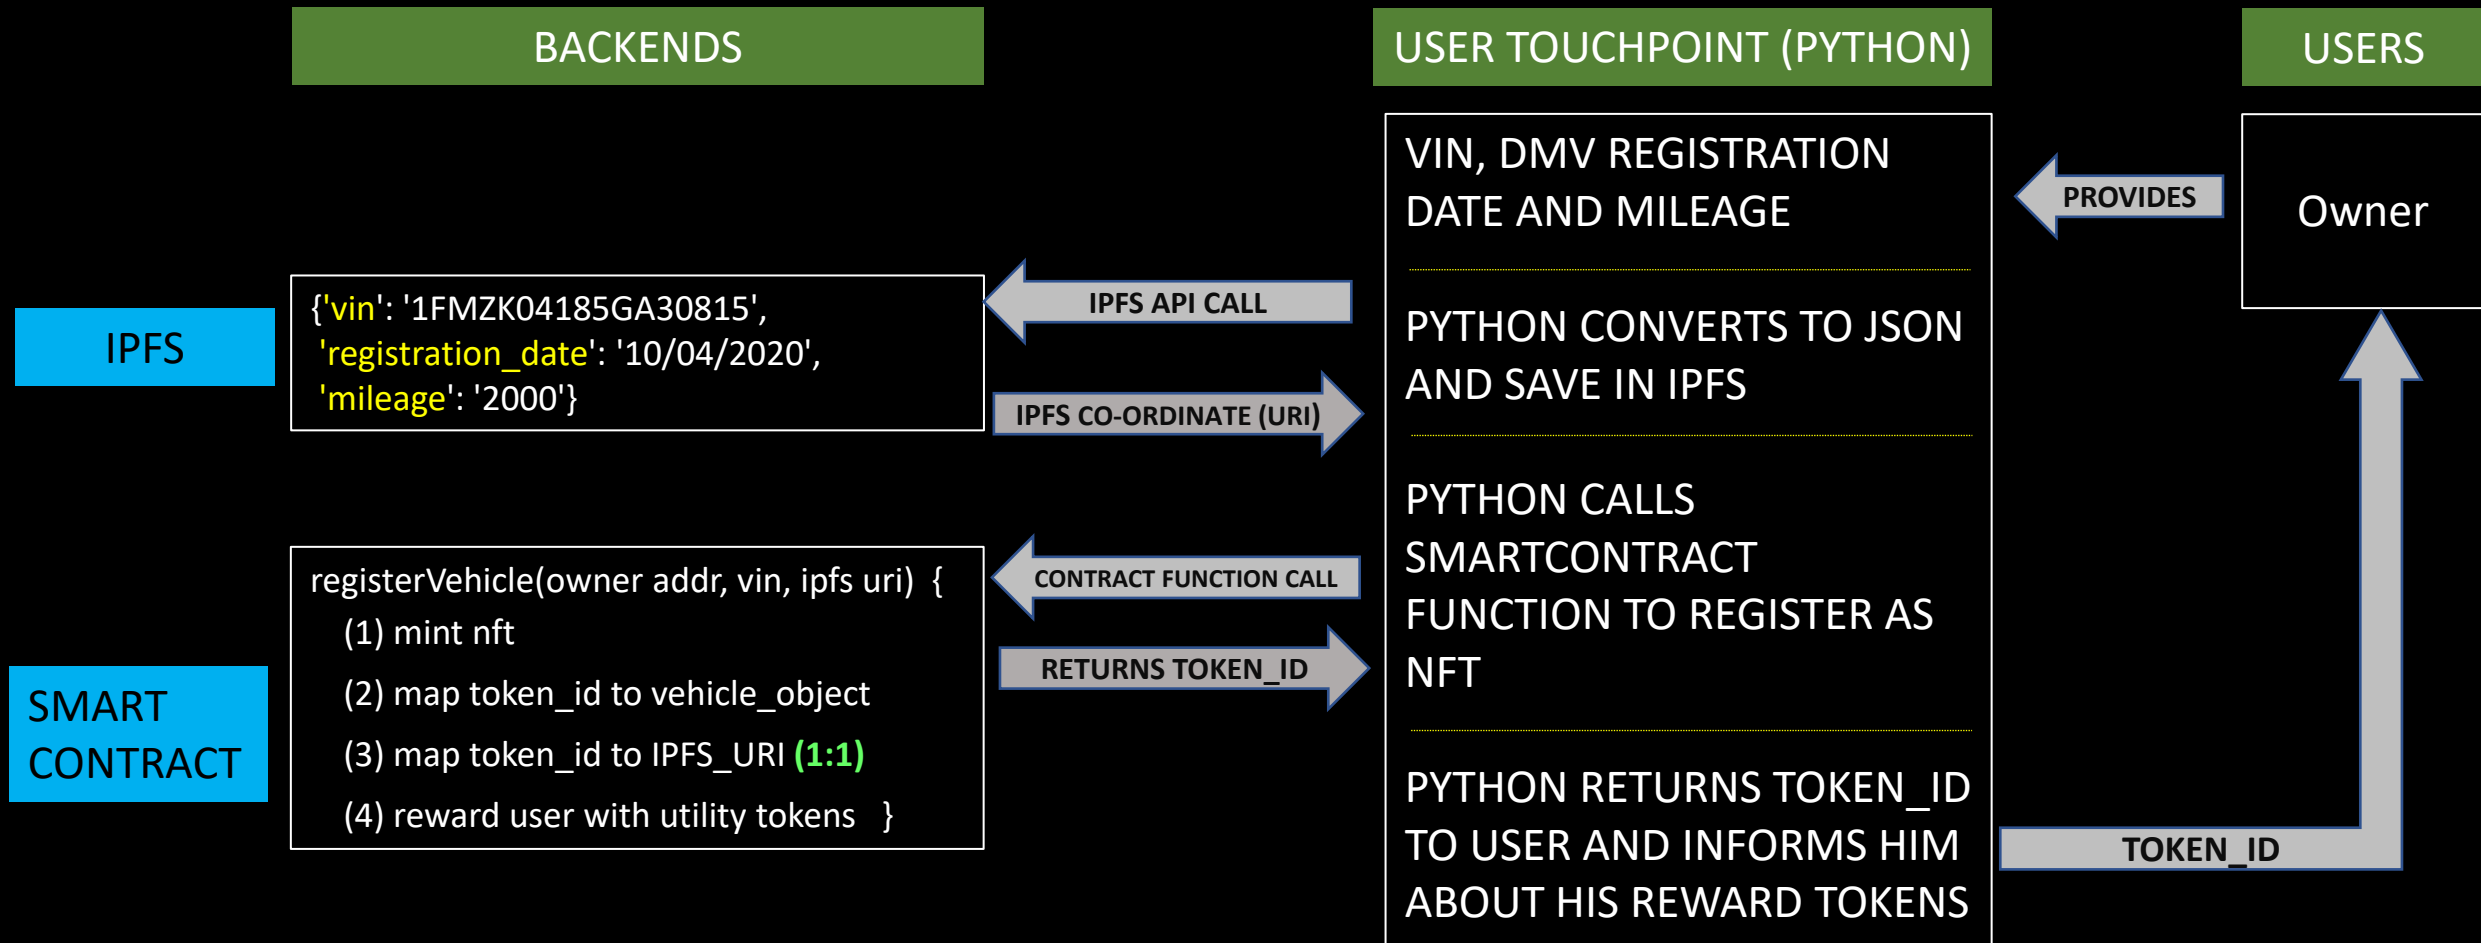 BACKENDS
USER TOUCHPOINT (PYTHON)
USERS
IPFS
{'vin': '1FMZK04185GA30815',
'registration_date': '10/04/2020',
'mileage': '2000'}
IPFS API CALL
IPFS CO-ORDINATE (URI)
VIN, DMV REGISTRATION
DATE AND MILEAGE
PROVIDES
Owner
PYTHON CONVERTS TO JSON
AND SAVE IN IPFS
SMART
CONTRACT
registerVehicle(owner addr, vin, ipfs uri) {
(1) mint nft
(2) map token_id to vehicle_object
(3) map token_id to IPFS_URI (1:1)
(4) reward user with utility tokens }
CONTRACT FUNCTION CALL
RETURNS TOKEN_ID
PYTHON CALLS
SMARTCONTRACT
FUNCTION TO REGISTER AS
NFT
PYTHON RETURNS TOKEN_ID
TO USER AND INFORMS HIM
ABOUT HIS REWARD TOKENS
TOKEN_ID